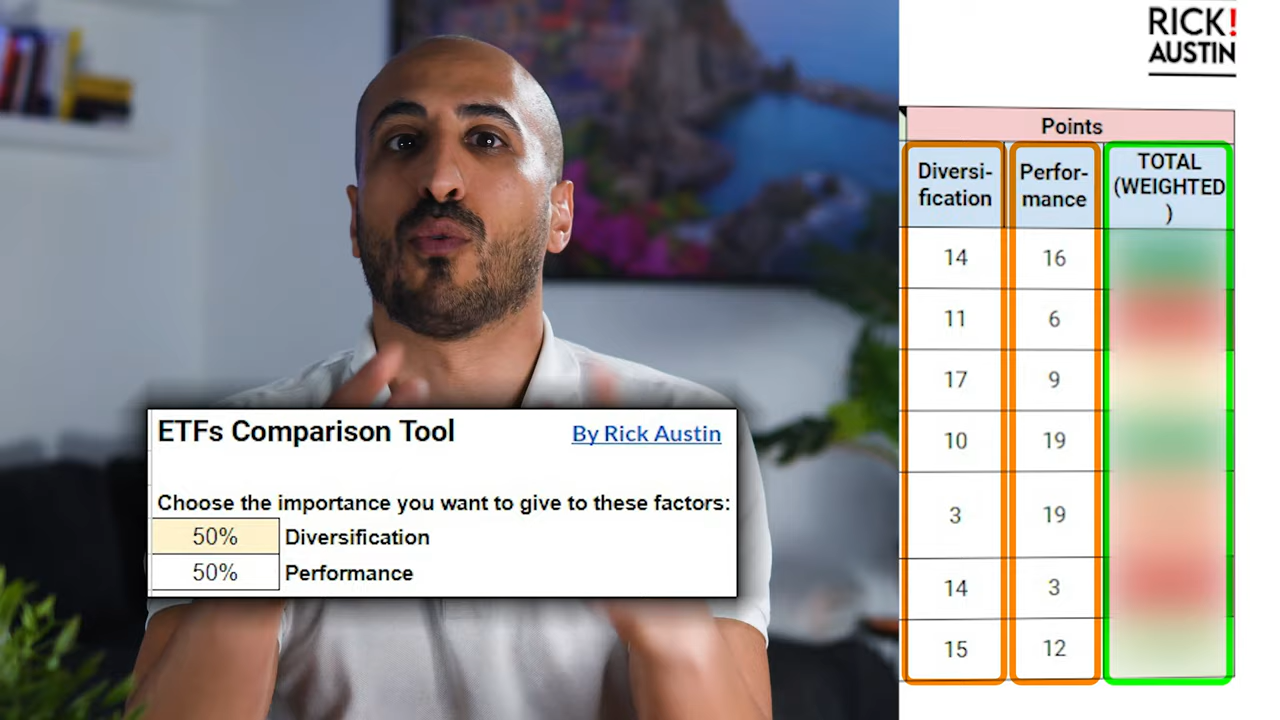 RICK!
AUSTIN
Points
Diversi-
fication
Perfor-
mance
TOTAL
(WEIGHTED
)
14 16
11 6
17 9
10 19
3 19
14 3
15 12
ETFs Comparison Tool
By Rick Austin
Choose the importance you want to give to these factors:
50% Diversification
50% Performance